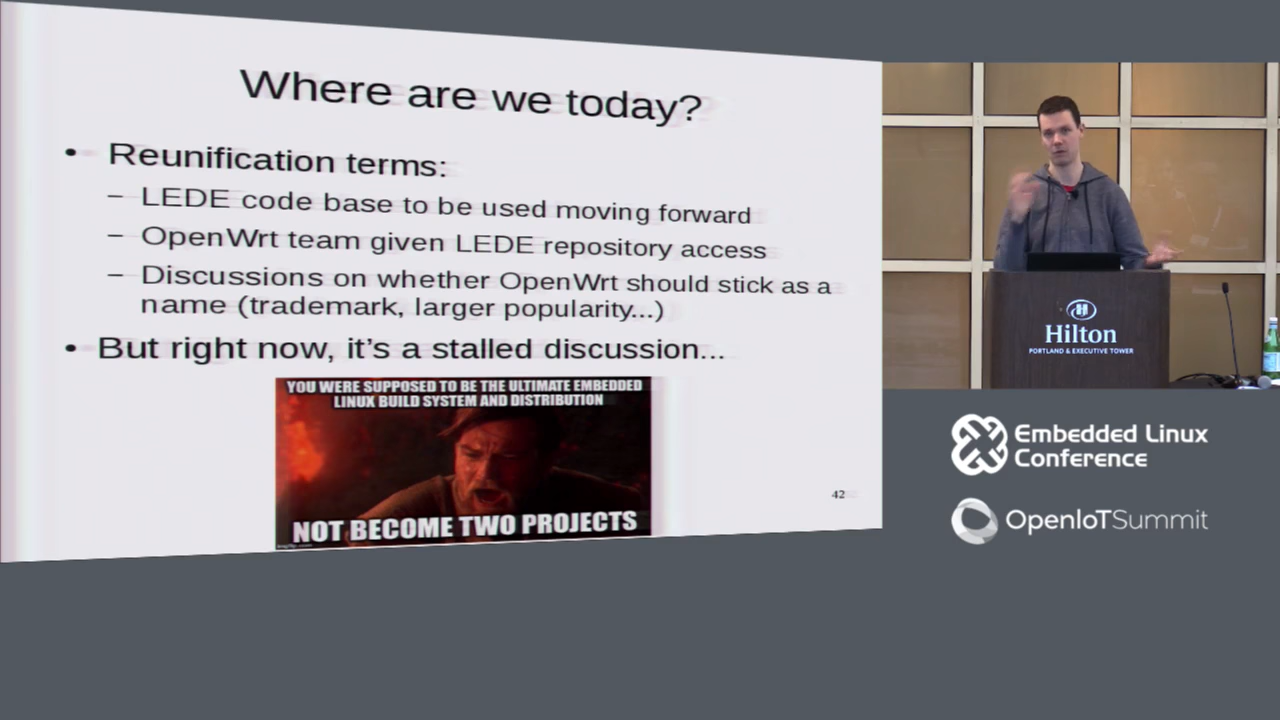 Where are we today?
• Reunification terms:
– LEDE code base to be used moving forward
– OpenWrt team given LEDE repository access
– Discussions on whether OpenWrt should stick as a
name (trademark, larger popularity...)
• But right now, it's a stalled discussion...
YOU WERE SUPPOSED TO BE THE ULTIMATE EMBEDDED
LINUX BUILD SYSTEM AND DISTRIBUTION
NOT BECOME TWO PROJECTS
42
H
Hilton
PORTLAND & EXECUTIVE TOWER
Embedded Linux
Conference
OpenIoTSummit